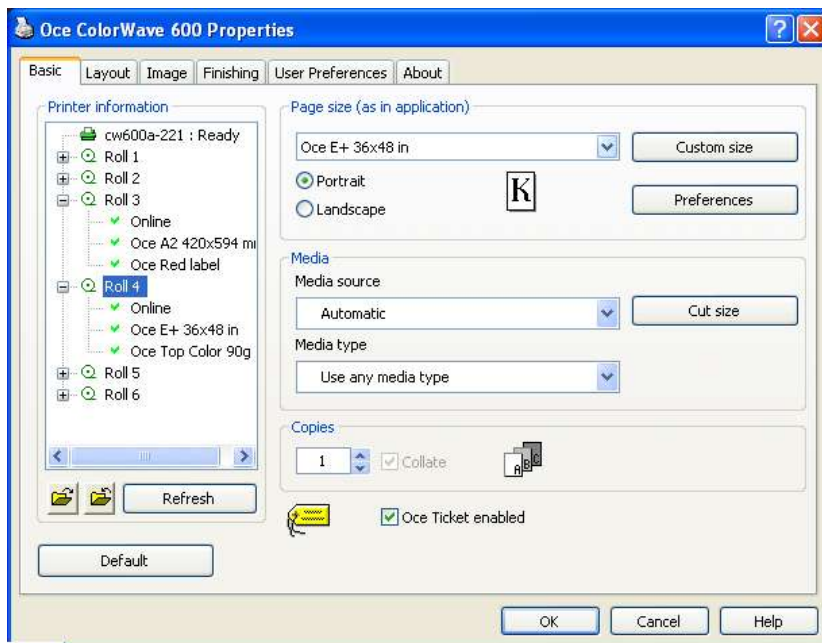 Oce ColorWave 600 Properties
Basic
Layout
Image
Finishing
User Preferences
About
Printer information
cw600a-221 : Ready
Roll 1
Roll 2
Roll 3
Online
Oce A2 420x594 
Oce Red label
Roll 4
Online
Oce E+ 36x48 in
Oce Top Color 90g
Roll 5
Roll 6
Refresh
Default
Page size (as in application)
Oce E+ 36x48 in
Custom size
Portrait
Landscape
K
Preferences
Media
Media source
Automatic
Cut size
Media type
Use any media type
Copies
1
Collate
A B C
Oce Ticket enabled
OK
Cancel
Help